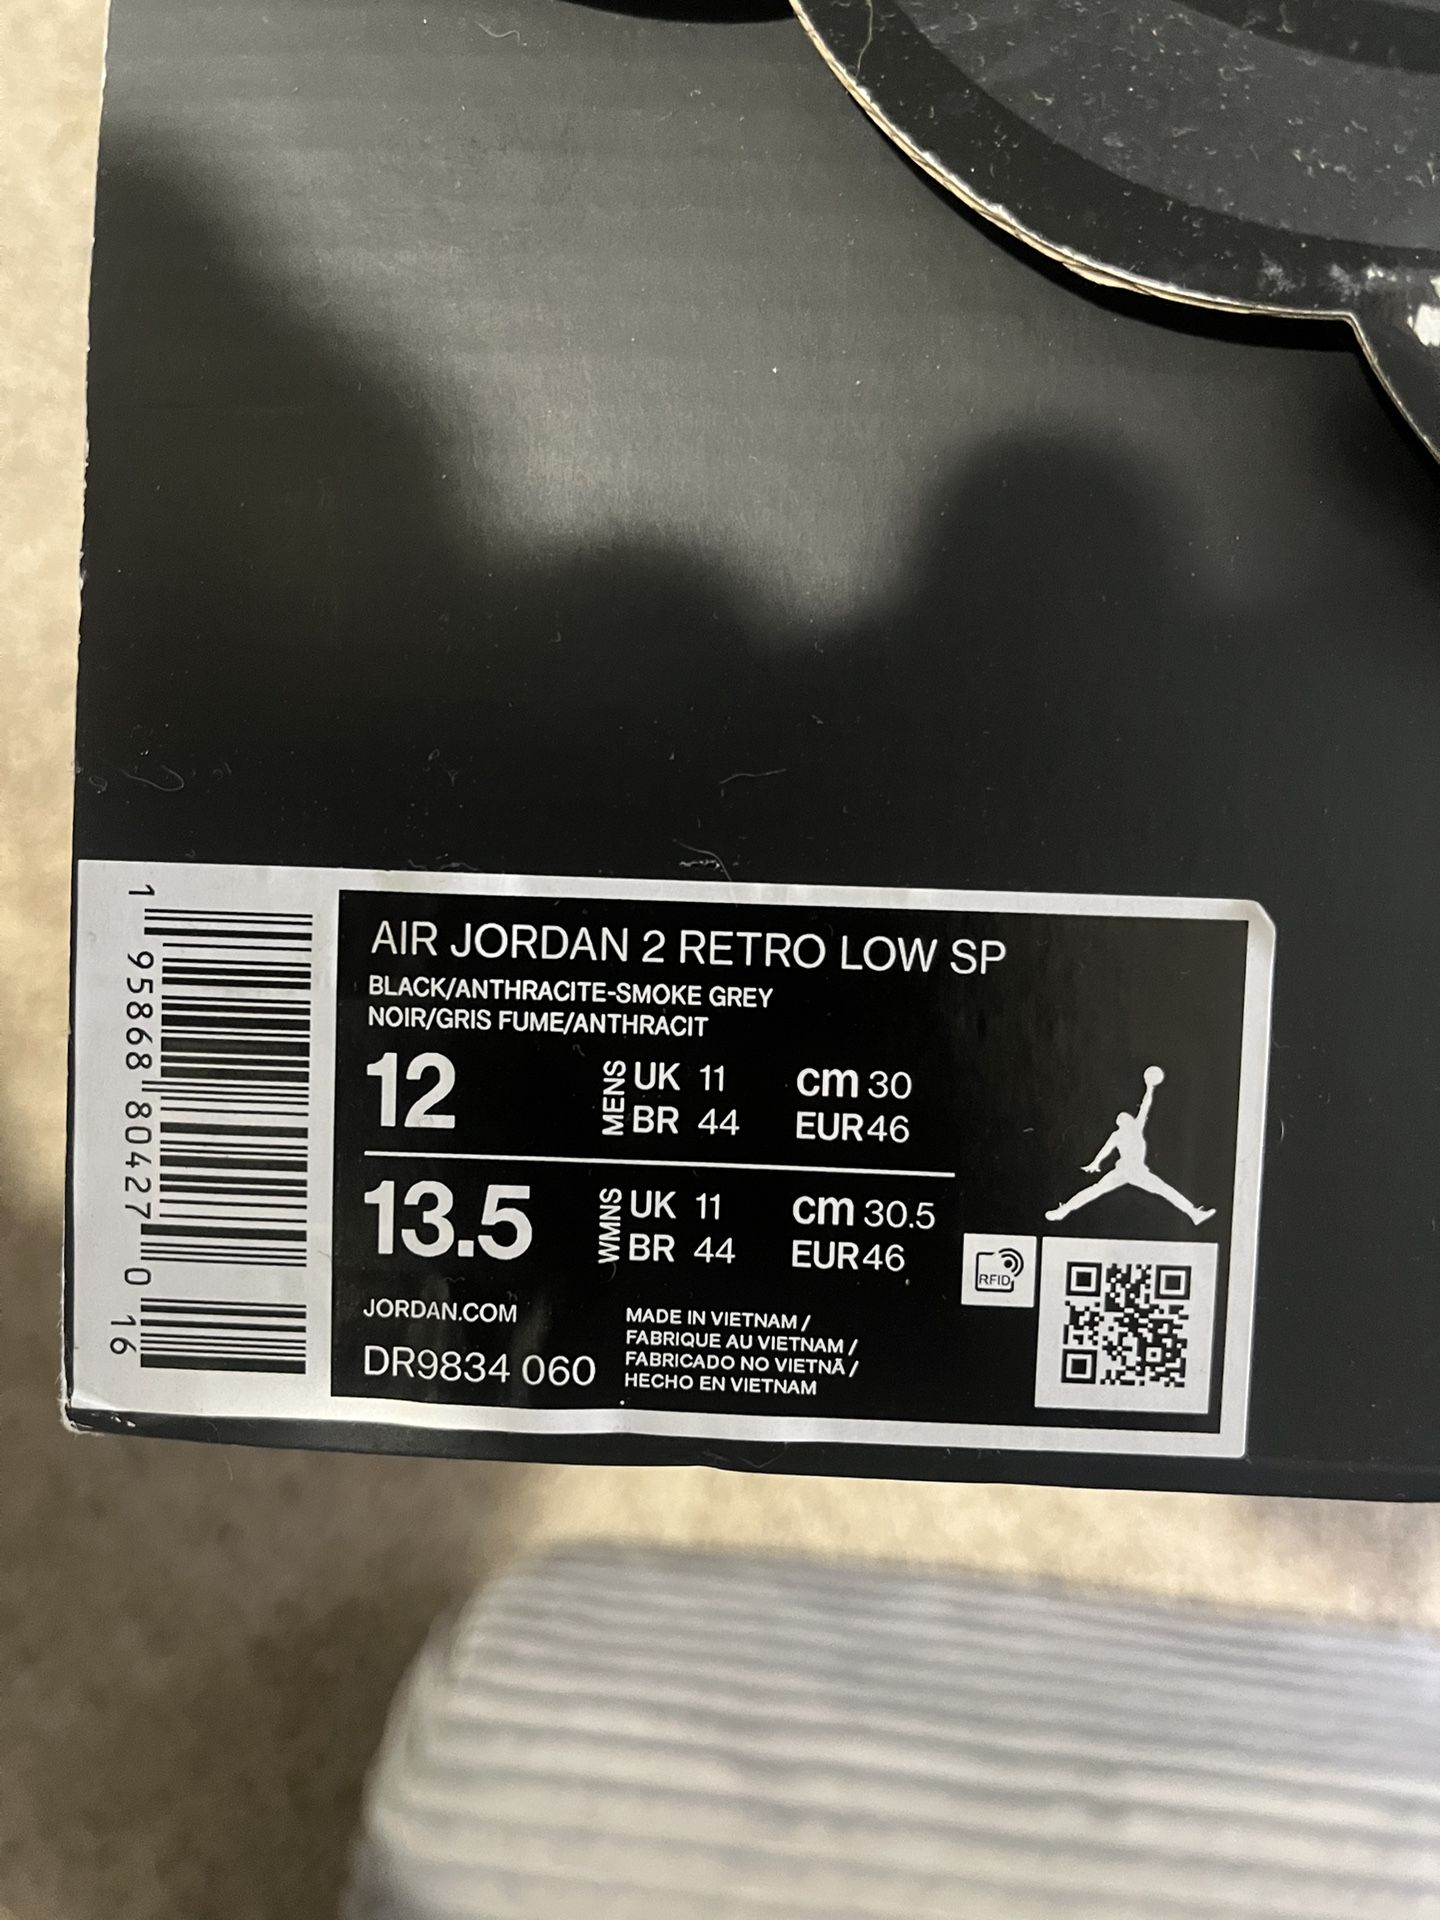 AIR JORDAN 2 RETRO LOW SP
BLACK/ANTHRACITE-SMOKE GREY
NOIR/GRIS FUME/ANTHRACIT
12 MENS UK 11 cm 30
BR 44 EUR 46
13.5 WMNS UK 11 cm 30.5
BR 44 EUR 46
JORDAN.COM
DR9834 060
MADE IN VIETNAM /
FABRIQUE AU VIETNAM /
FABRICADO NO VIETNÃ /
HECHO EN VIETNAM
RFID
1 95868 80427 0 16